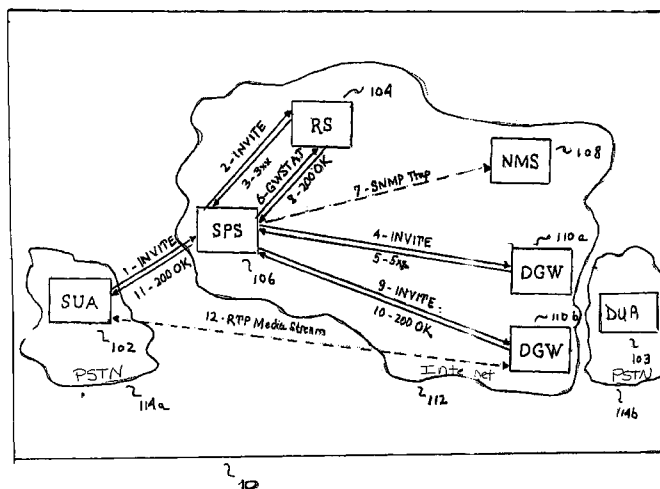 104
RS
2-INVITE
3-3xx
6-GWSTAT
8-200 OK
NMS
108
7-SNMP Trap
SPS
106
1-INVITE
11-200 OK
4-INVITE
5-5xx
110a
DGW
9-INVITE
10-200 OK
110b
DGW
SUA
102
12-RTP Media Stream
DUA
103
PSTN
114a
Internet
112
PSTN
114b
10